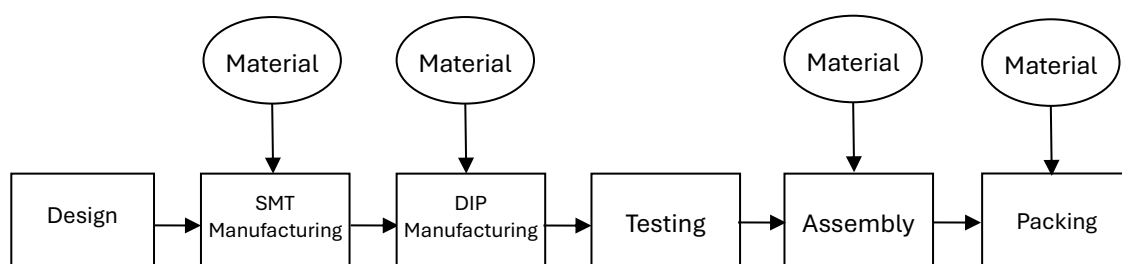 Material
Material
Material
Material
Design
SMT
Manufacturing
DIP
Manufacturing
Testing
Assembly
Packing